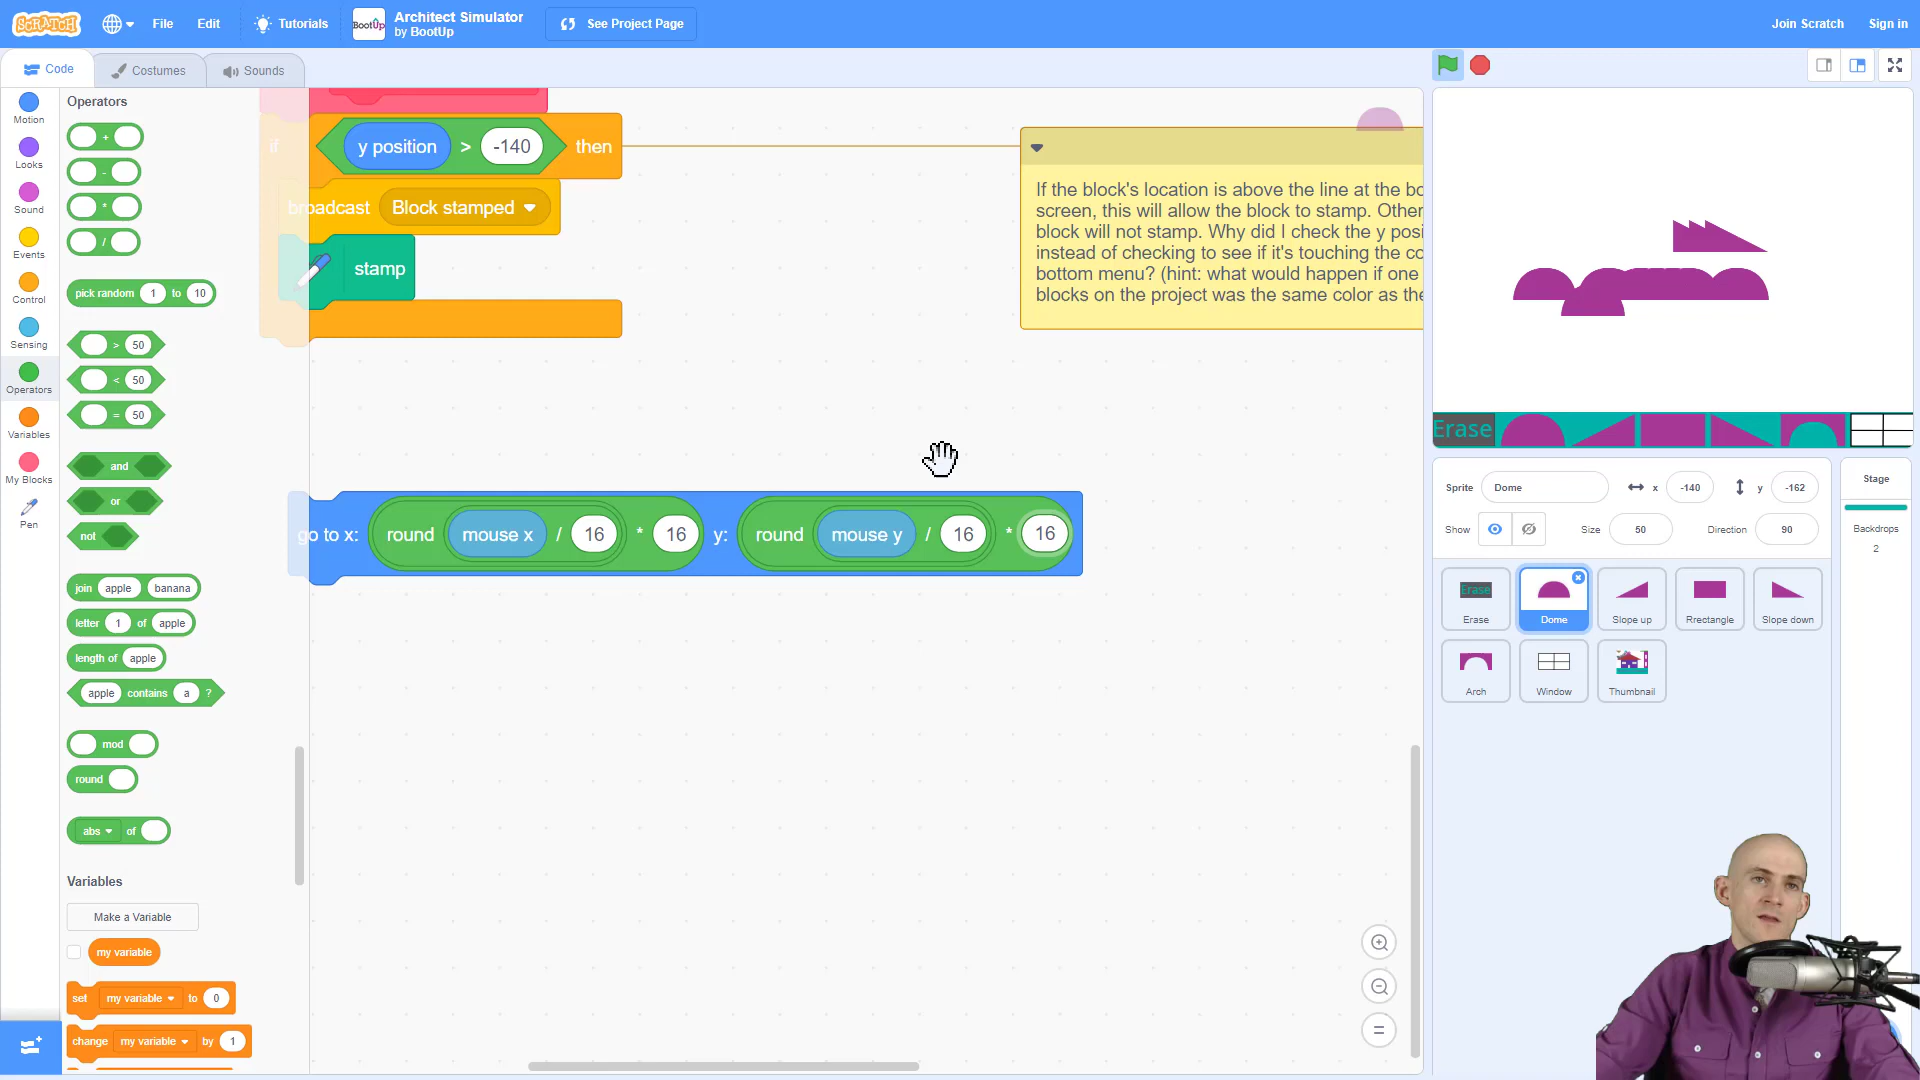 SCRATCH
File
Edit
Tutorials
BootUp
Architect Simulator
by BootUp
See Project Page
Join Scratch
Sign in
Code
Costumes
Sounds
Motion
Looks
Sound
Events
Control
Sensing
Operators
Variables
My Blocks
Pen
Operators
+
-
*
/
pick random 1 to 10
> 50
< 50
= 50
and
or
not
join apple banana
letter 1 of apple
length of apple
apple contains a ?
mod
round
abs of
Variables
Make a Variable
my variable
set my variable to 0
change my variable by 1
if y position > -140 then
broadcast Block stamped
stamp
If the block's location is above the line at the bo
screen, this will allow the block to stamp. Other
block will not stamp. Why did I check the y posi
instead of checking to see if it's touching the co
bottom menu? (hint: what would happen if one
blocks on the project was the same color as the
go to x: round mouse x / 16 * 16 y: round mouse y / 16 * 16
Erase
Sprite Dome x -140 y -162
Show Size 50 Direction 90
Erase
Erase
Dome
Slope up
Rrectangle
Slope down
Arch
Window
Thumbnail
Stage
Backdrops
2